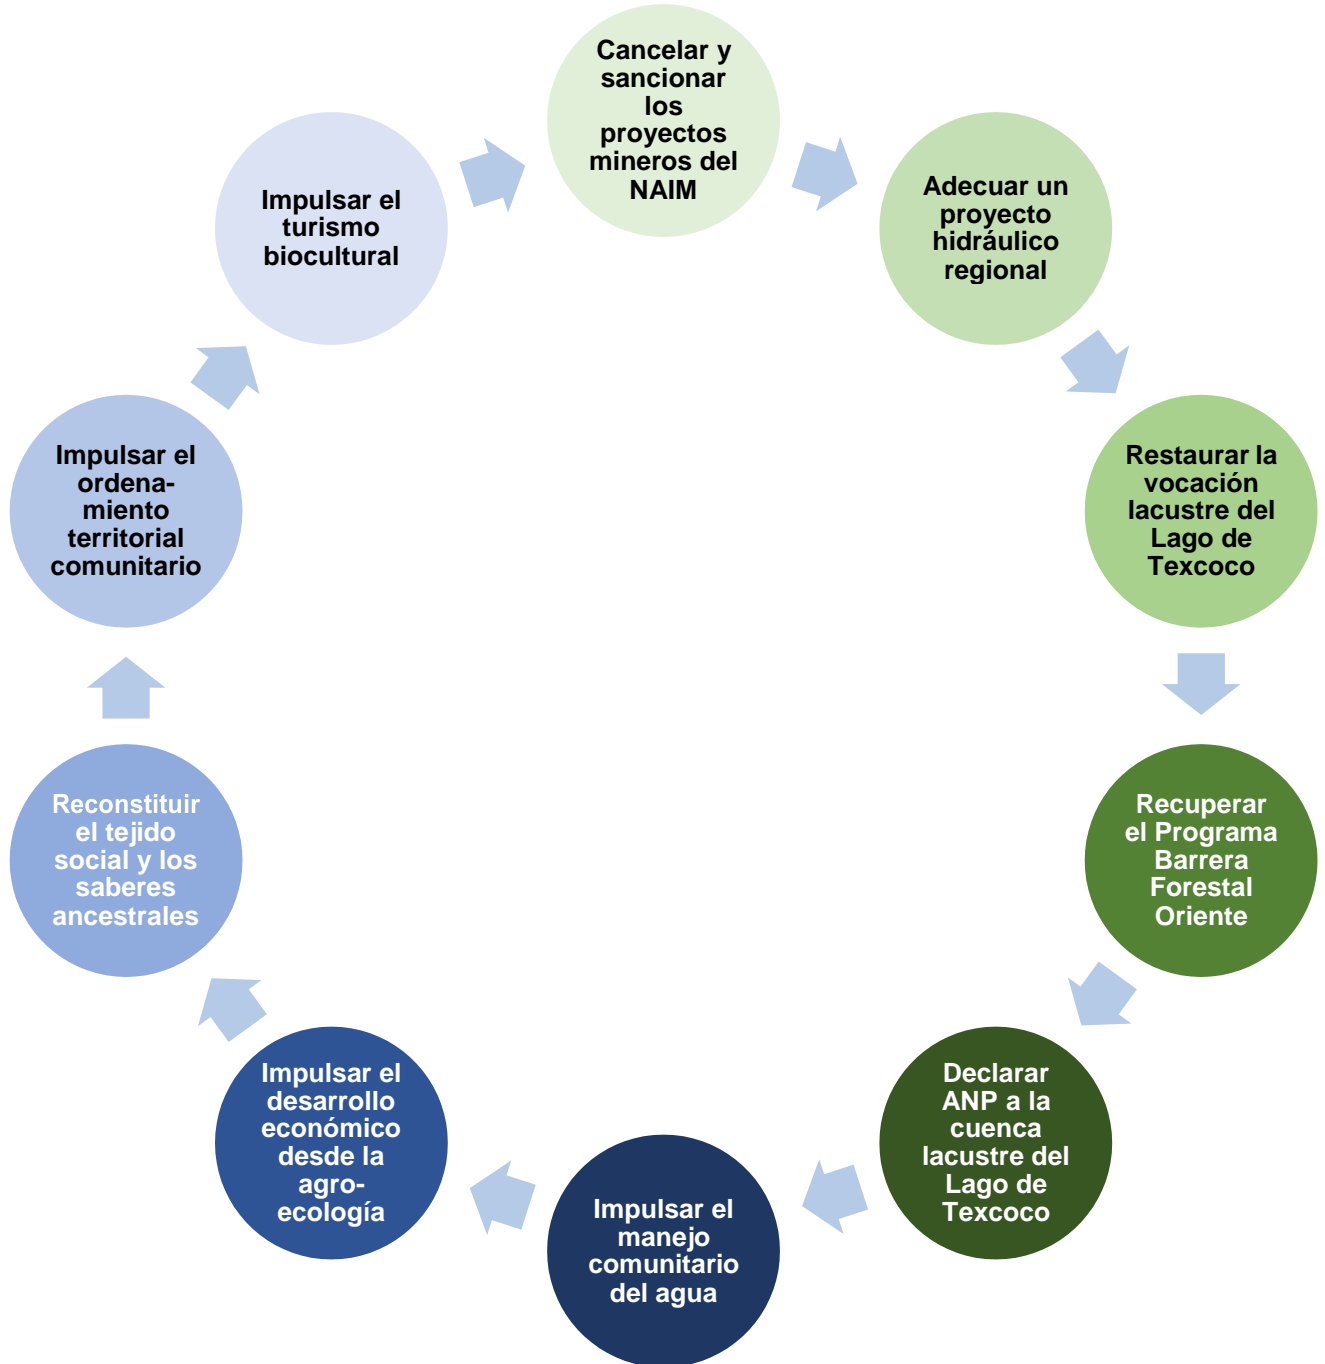 Cancelar y
sancionar
los
proyectos
mineros del
NAIM
Adecuar un
proyecto
hidráulico
regional
Restaurar la
vocación
lacustre del
Lago de
Texcoco
Recuperar
el Programa
Barrera
Forestal
Oriente
Declarar
ANP a la
cuenca
lacustre del
Lago de
Texcoco
Impulsar el
manejo
comunitario
del agua
Impulsar el
desarrollo
económico
desde la
agro-
ecología
Reconstituir
el tejido
social y los
saberes
ancestrales
Impulsar el
ordena-
miento
territorial
comunitario
Impulsar el
turismo
biocultural